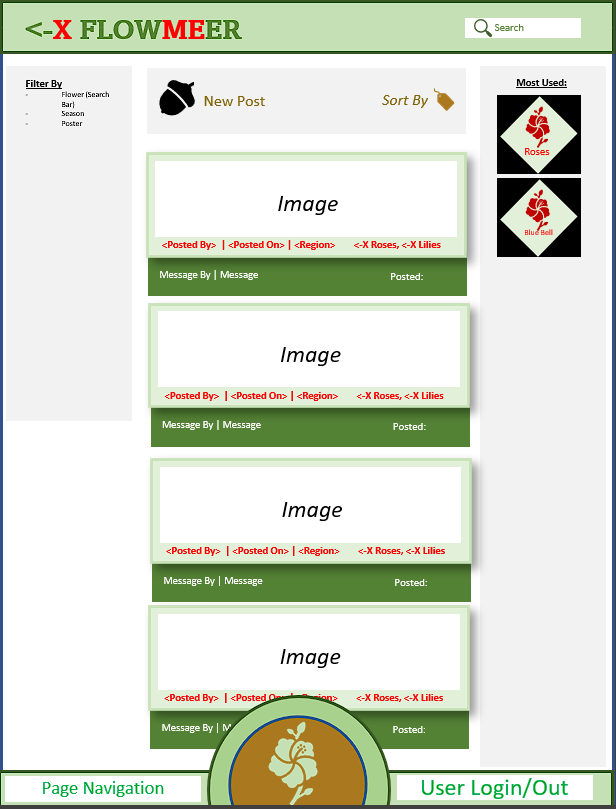 <-X FLOWMEER
Search
Filter By
- Flower (Search
Bar)
- Season
- Poster
New Post
Sort By
Most Used:
Roses
Blue Bell
Image
<Posted By> | <Posted On> | <Region> <-X Roses, <-X Lilies
Message By | Message Posted:
Image
<Posted By> | <Posted On> | <Region> <-X Roses, <-X Lilies
Message By | Message Posted:
Image
<Posted By> | <Posted On> | <Region> <-X Roses, <-X Lilies
Message By | Message Posted:
Image
<Posted By> | <Posted On> | <Region> <-X Roses, <-X Lilies
Message By | M Posted:
Page Navigation
User Login/Out